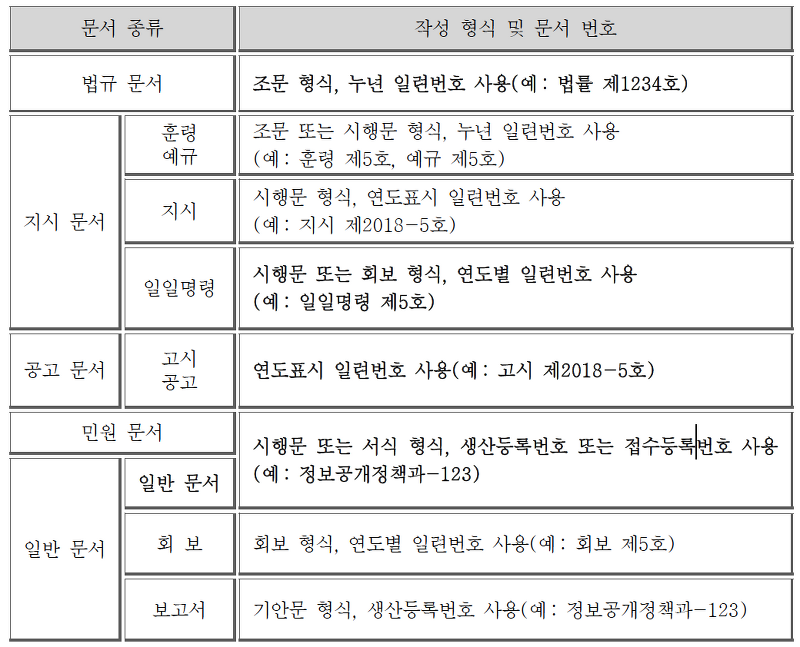 문서 종류
작성 형식 및 문서 번호
법규 문서
조문 형식, 누년 일련번호 사용(예 : 법률 제1234호)
지시 문서
훈령
예규
조문 또는 시행문 형식, 누년 일련번호 사용
(예 : 훈령 제5호, 예규 제5호)
지시
시행문 형식, 연도표시 일련번호 사용
(예 : 지시 제2018-5호)
일일명령
시행문 또는 회보 형식, 연도별 일련번호 사용
(예 : 일일명령 제5호)
공고 문서
고시
공고
연도표시 일련번호 사용(예 : 고시 제2018-5호)
민원 문서
시행문 또는 서식 형식, 생산등록번호 또는 접수등록번호 사용
(예 : 정보공개정책과-123)
일반 문서
일반 문서
회 보
회보 형식, 연도별 일련번호 사용(예 : 회보 제5호)
보고서
기안문 형식, 생산등록번호 사용(예 : 정보공개정책과-123)